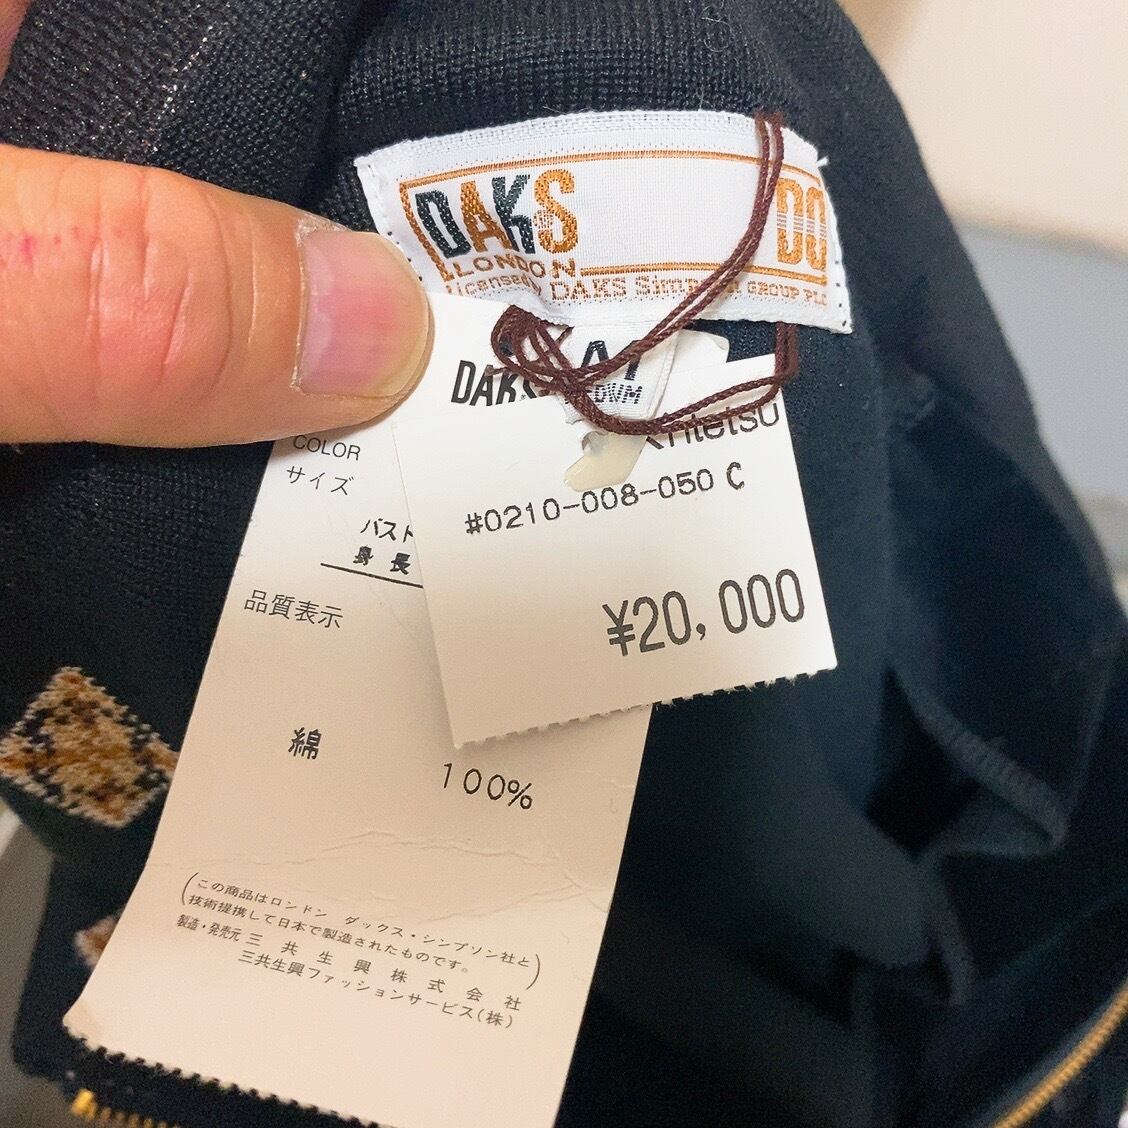 DAKS
LONDON
DO
Licensed by DAKS Simpson GROUP PLC
DAKS
Kintetsu
#0210-008-050 C
¥20,000
COLOR
サイズ
バスト
身長
品質表示
綿
100%
(この商品はロンドン ダックス・シンプソン社と
技術提携して日本で製造されたものです。)
製造・発売元 三共生興株式会社
三共生興ファッションサービス(株)